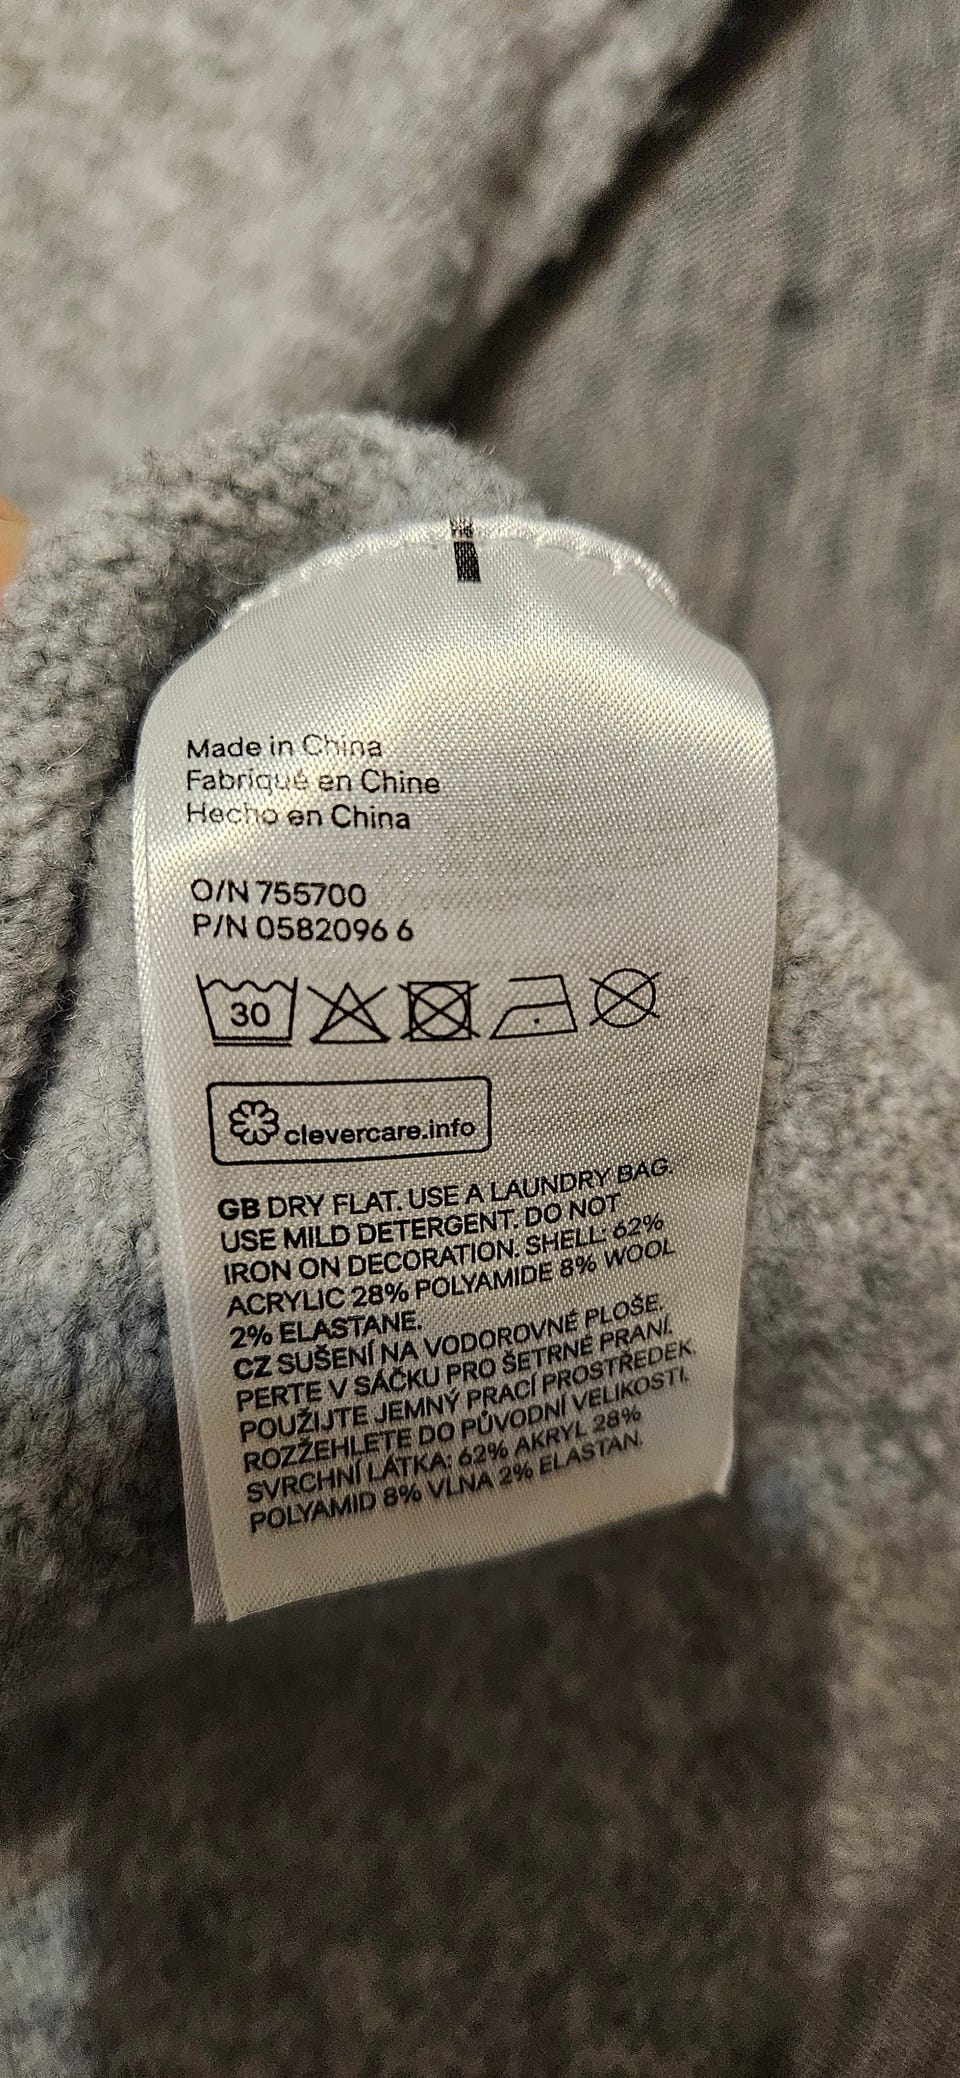 Made in China
Fabriqué en Chine
Hecho en China
O/N 755700
P/N 0582096 6
30
clevercare.info
GB DRY FLAT. USE A LAUNDRY BAG.
USE MILD DETERGENT. DO NOT
IRON ON DECORATION. SHELL: 62%
ACRYLIC 28% POLYAMIDE 8% WOOL
2% ELASTANE.
CZ SUŠENÍ NA VODOROVNÉ PLOŠE.
PERTE V SÁČKU PRO ŠETRNÉ PRANÍ.
POUŽIJTE JEMNÝ PRACÍ PROSTŘEDEK.
ROZŽEHLETE DO PŮVODNÍ VELIKOSTI.
SVRCHNÍ LÁTKA: 62% AKRYL 28%
POLYAMID 8% VLNA 2% ELASTAN.